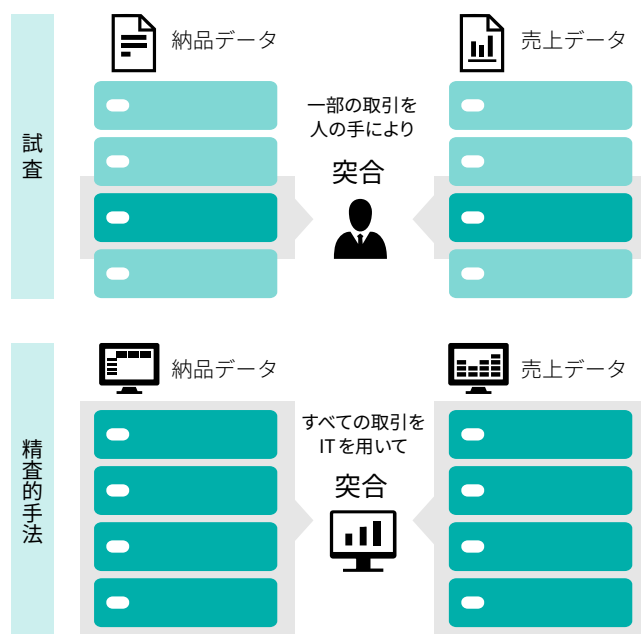 試査
納品データ
売上データ
一部の取引を
人の手により
突合
精査的手法
納品データ
売上データ
すべての取引を
ITを用いて
突合